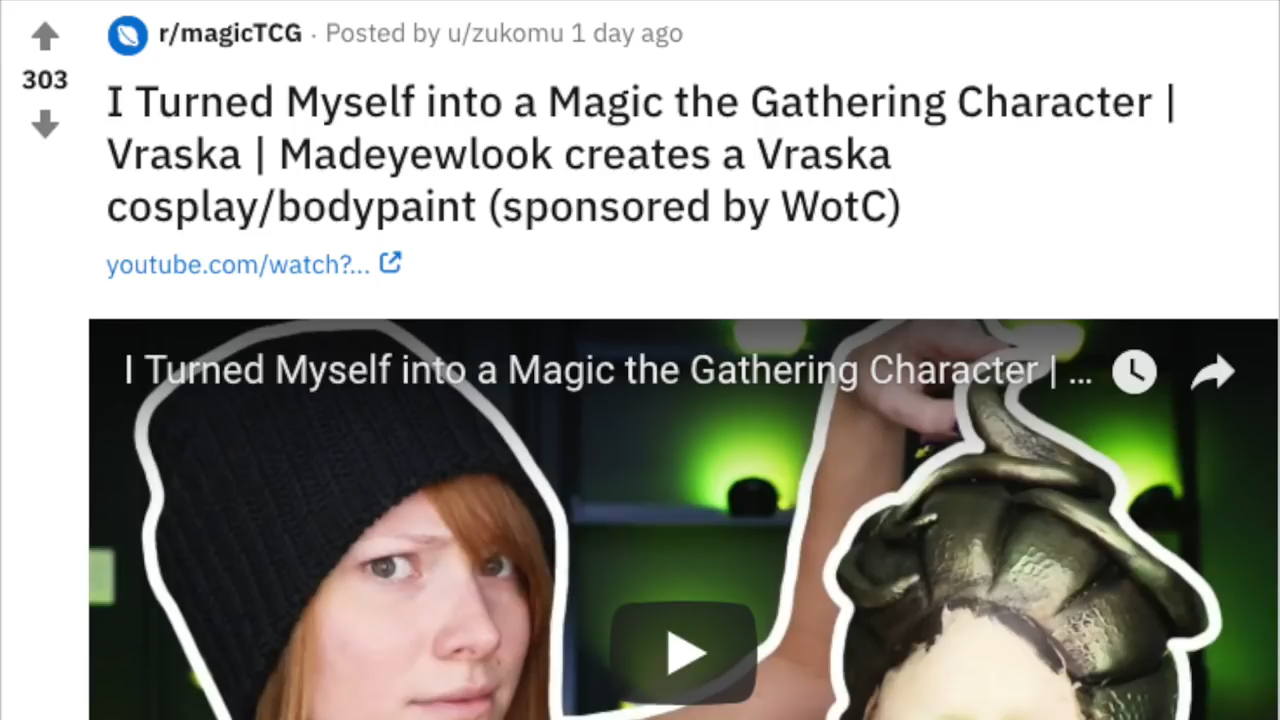 r/magicTCG · Posted by u/zukomu 1 day ago
303
I Turned Myself into a Magic the Gathering Character |
Vraska | Madeyewlook creates a Vraska
cosplay/bodypaint (sponsored by WotC)
youtube.com/watch?...
I Turned Myself into a Magic the Gathering Character | ...